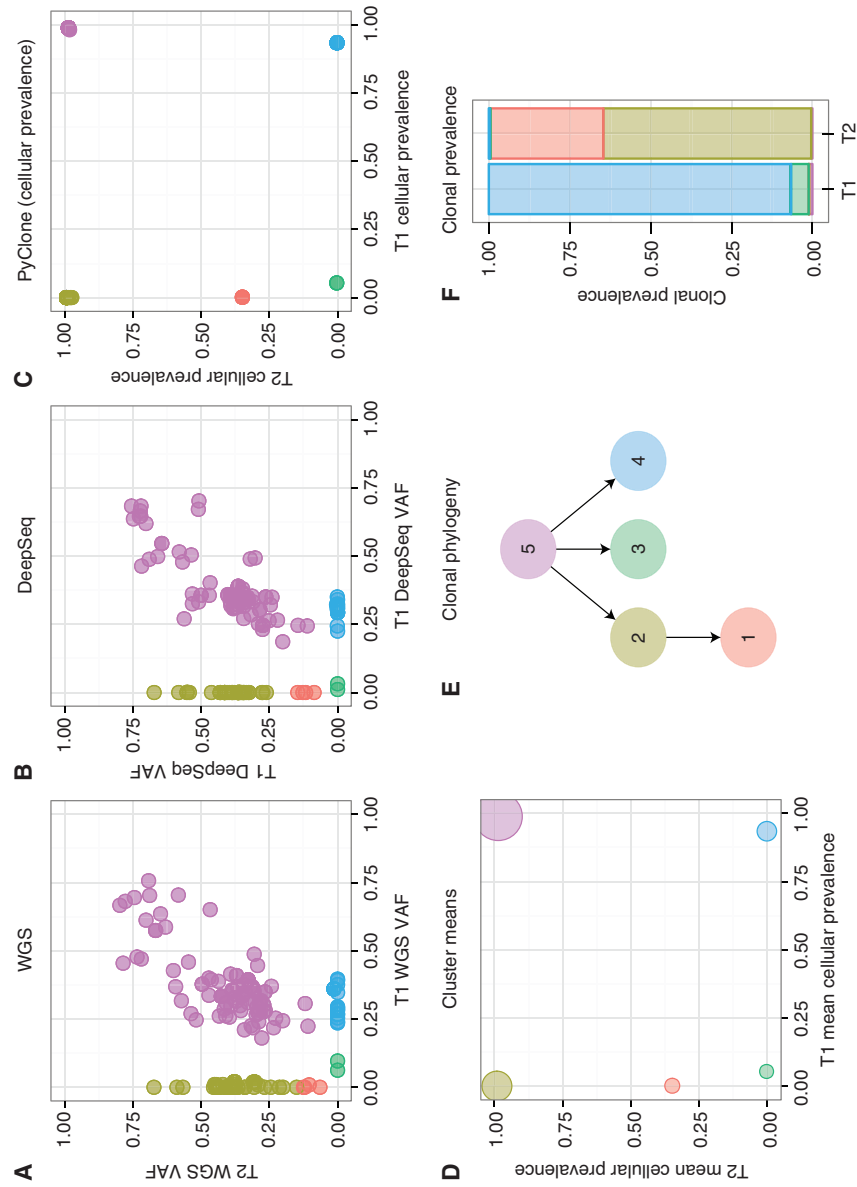 A
WGS
T2 WGS VAF
1.00
0.75
0.50
0.25
0.00
0.00
0.25
0.50
0.75
1.00
T1 WGS VAF
B
DeepSeq
T1 DeepSeq VAF
1.00
0.75
0.50
0.25
0.00
0.00
0.25
0.50
0.75
1.00
T1 DeepSeq VAF
C
PyClone (cellular prevalence)
T2 cellular prevalence
1.00
0.75
0.50
0.25
0.00
0.00
0.25
0.50
0.75
1.00
T1 cellular prevalence
D
Cluster means
T2 mean cellular prevalence
1.00
0.75
0.50
0.25
0.00
0.00
0.25
0.50
0.75
1.00
T1 mean cellular prevalence
E
Clonal phylogeny
5
2
3
4
1
F
Clonal prevalence
Clonal prevalence
1.00
0.75
0.50
0.25
0.00
T1
T2